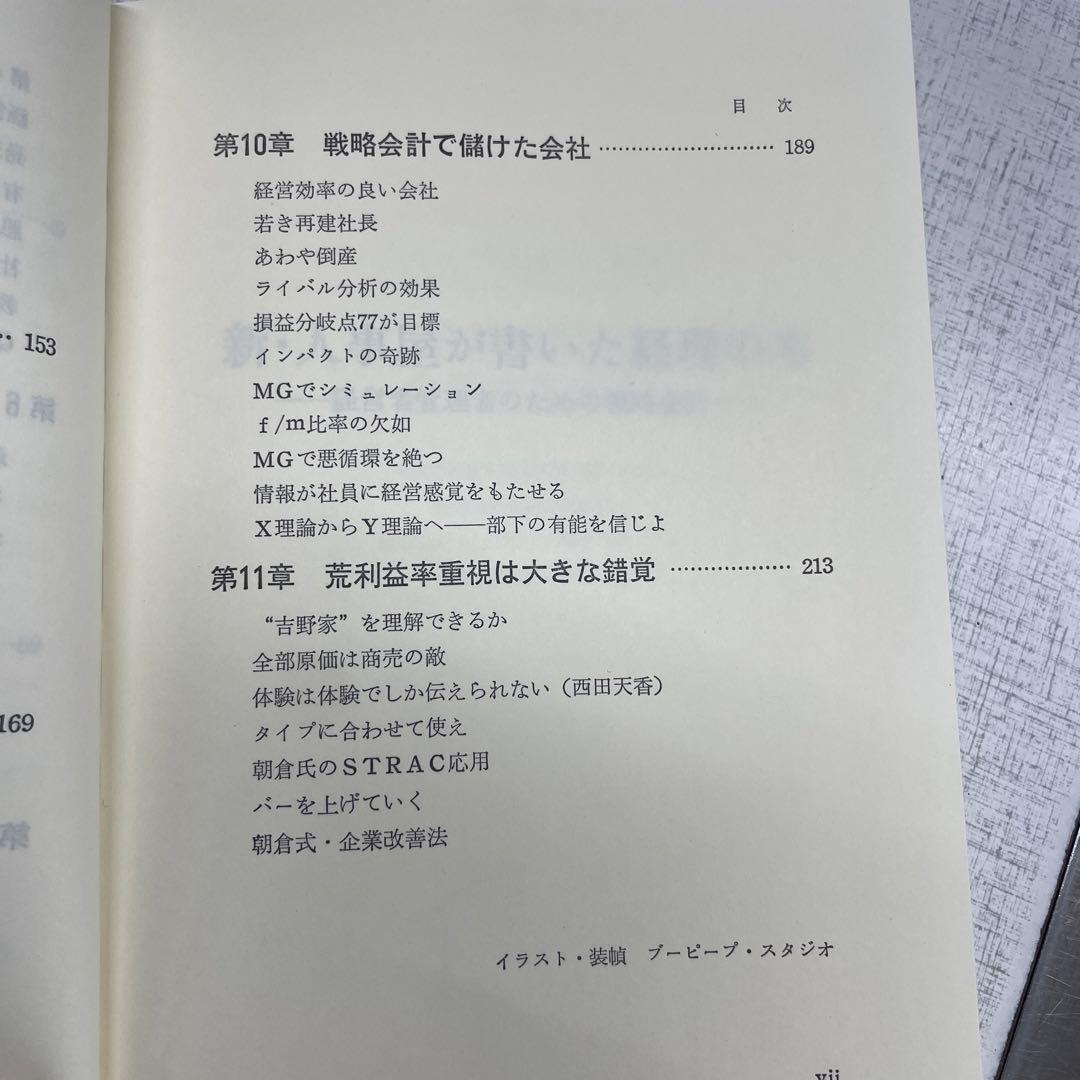 目 次
第10章 戦略会計で儲けた会社 ………………………… 189
経営効率の良い会社
若き再建社長
あわや倒産
ライバル分析の効果
損益分岐点77が目標
インパクトの奇跡
MGでシミュレーション
f/m比率の欠如
MGで悪循環を絶つ
情報が社員に経営感覚をもたせる
X理論からY理論へ――部下の有能を信じよ
第11章 荒利益率重視は大きな錯覚 ……………… 213
“吉野家”を理解できるか
全部原価は商売の敵
体験は体験でしか伝えられない（西田天香）
タイプに合わせて使え
朝倉氏のSTRAC応用
バーを上げていく
朝倉式・企業改善法
イラスト・装幀 ブーピープ・スタジオ
vii
153
169